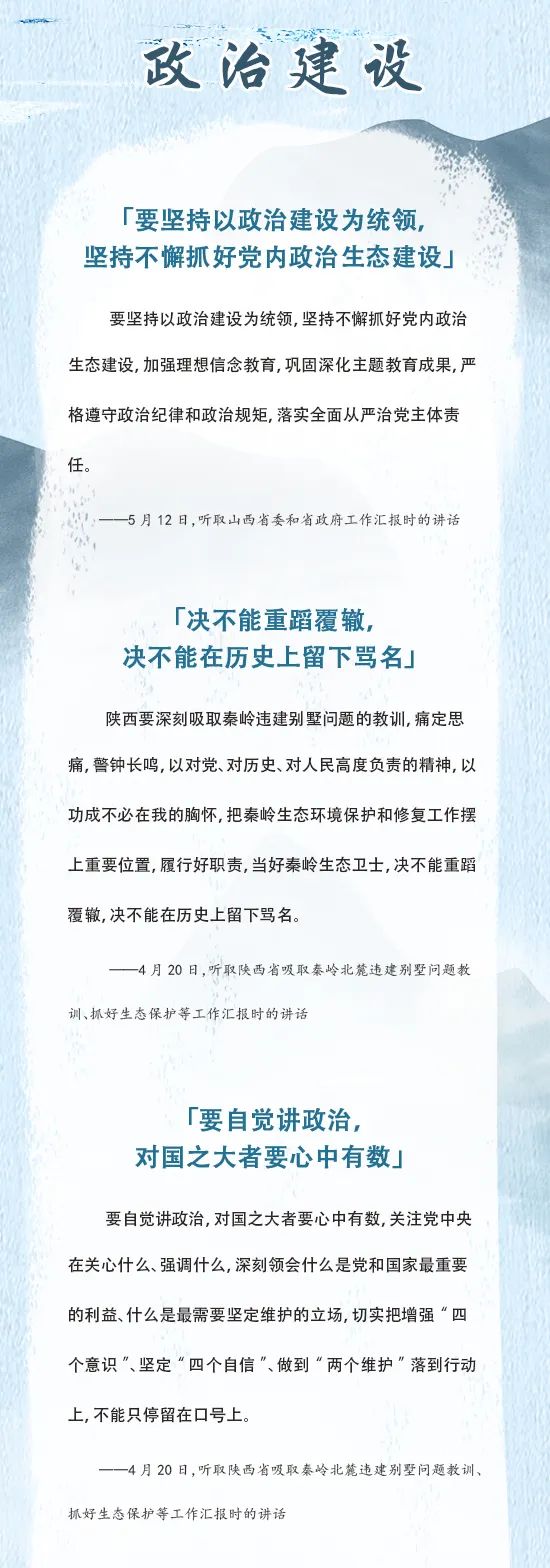 政治建设
「要坚持以政治建设为统领,
坚持不懈抓好党内政治生态建设」
要坚持以政治建设为统领,坚持不懈抓好党内政治
生态建设,加强理想信念教育,巩固深化主题教育成果,严
格遵守政治纪律和政治规矩,落实全面从严治党主体责
任。
——5月12日,听取山西省委和省政府工作汇报时的讲话
「决不能重蹈覆辙,
决不能在历史上留下骂名」
陕西要深刻吸取秦岭违建别墅问题的教训,痛定思
痛,警钟长鸣,以对党、对历史、对人民高度负责的精神,以
功成不必在我的胸怀,把秦岭生态环境保护和修复工作摆
上重要位置,履行好职责,当好秦岭生态卫士,决不能重蹈
覆辙,决不能在历史上留下骂名。
——4月20日,听取陕西省吸取秦岭北麓违建别墅问题教
训、抓好生态保护等工作汇报时的讲话
「要自觉讲政治,
对国之大者要心中有数」
要自觉讲政治,对国之大者要心中有数,关注党中央
在关心什么、强调什么,深刻领会什么是党和国家最重要
的利益、什么是最需要坚定维护的立场,切实把增强“四
个意识”、坚定“四个自信”、做到“两个维护”落到行动
上,不能只停留在口号上。
——4月20日,听取陕西省吸取秦岭北麓违建别墅问题教训、
抓好生态保护等工作汇报时的讲话